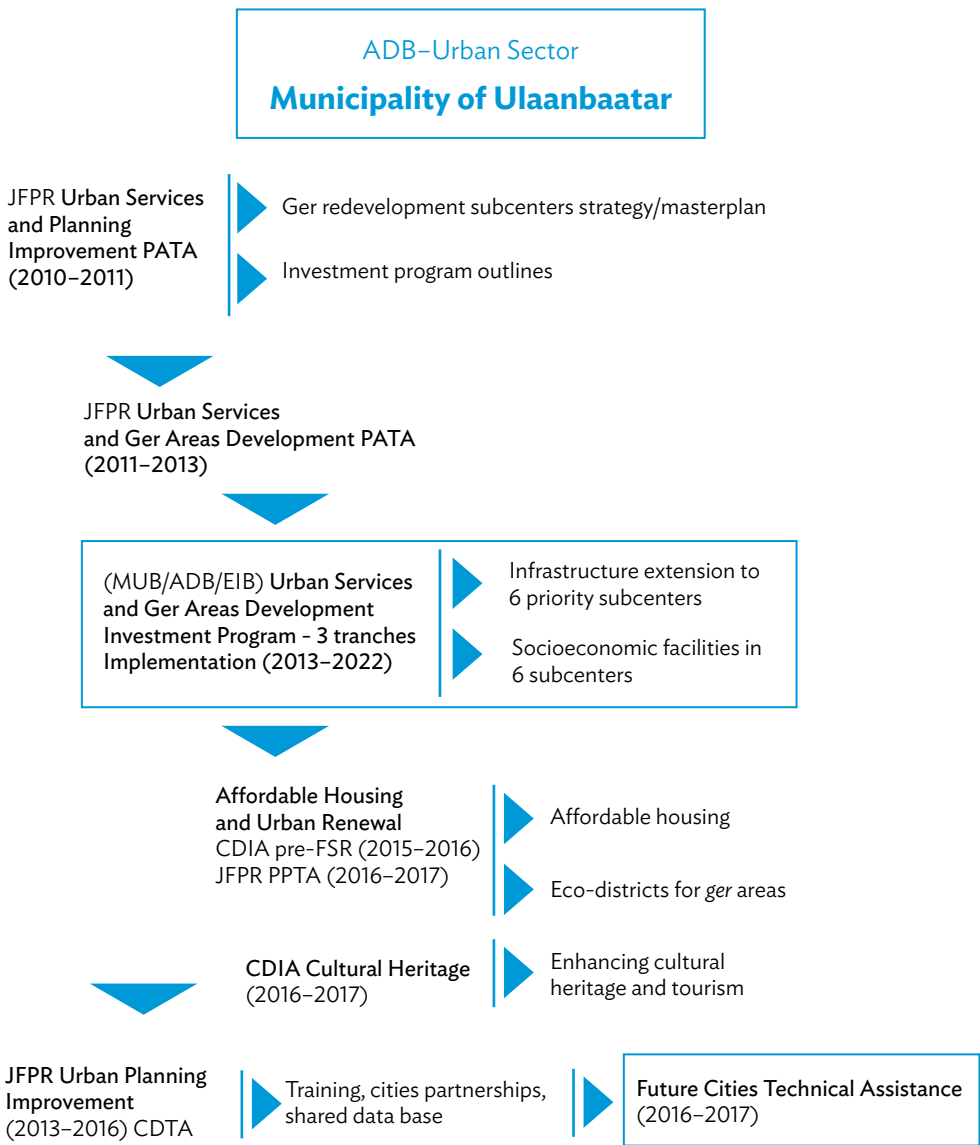 ADB–Urban Sector
Municipality of Ulaanbaatar
JFPR Urban Services
and Planning
Improvement PATA
(2010–2011)
Ger redevelopment subcenters strategy/masterplan
Investment program outlines
JFPR Urban Services
and Ger Areas Development PATA
(2011–2013)
(MUB/ADB/EIB) Urban Services
and Ger Areas Development
Investment Program - 3 tranches
Implementation (2013–2022)
Infrastructure extension to
6 priority subcenters
Socioeconomic facilities in
6 subcenters
Affordable Housing
and Urban Renewal
CDIA pre-FSR (2015–2016)
JFPR PPTA (2016–2017)
Affordable housing
Eco-districts for ger areas
CDIA Cultural Heritage
(2016–2017)
Enhancing cultural
heritage and tourism
JFPR Urban Planning
Improvement
(2013–2016) CDTA
Training, cities partnerships,
shared data base
Future Cities Technical Assistance
(2016–2017)